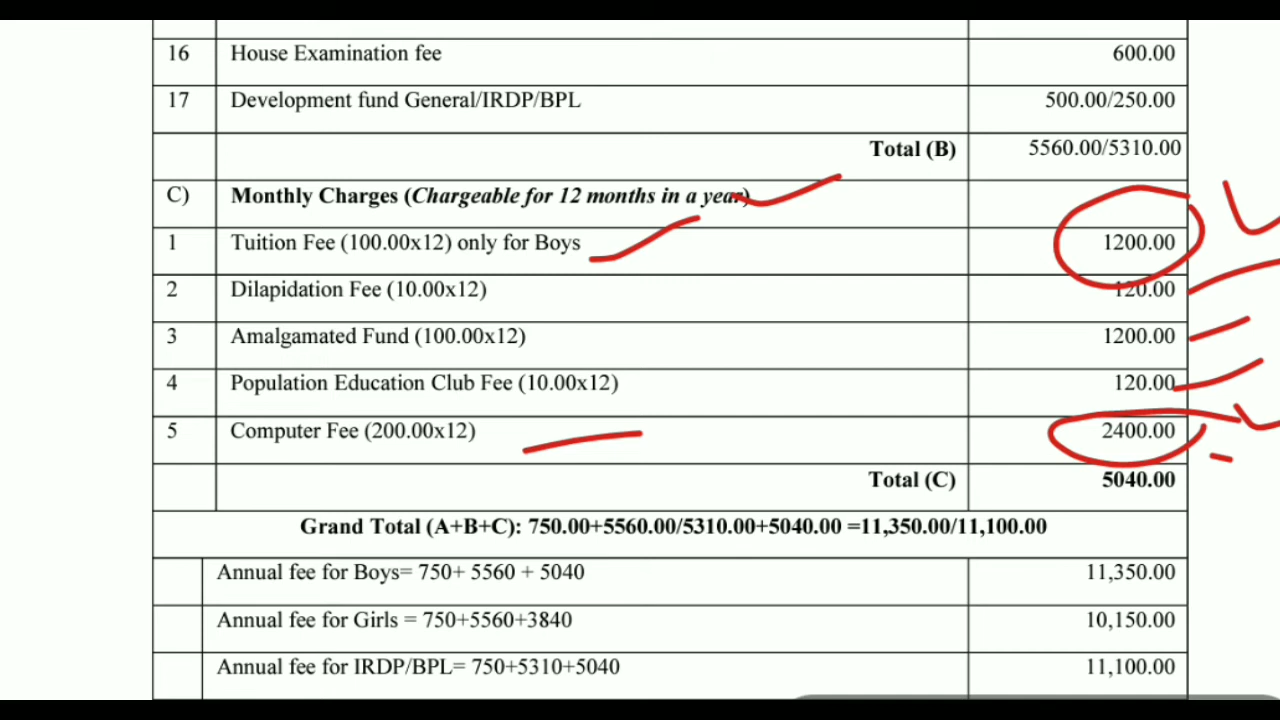 16 House Examination fee 600.00
17 Development fund General/IRDP/BPL 500.00/250.00
Total (B) 5560.00/5310.00
C) Monthly Charges (Chargeable for 12 months in a year)
1 Tuition Fee (100.00x12) only for Boys 1200.00
2 Dilapidation Fee (10.00x12) 120.00
3 Amalgamated Fund (100.00x12) 1200.00
4 Population Education Club Fee (10.00x12) 120.00
5 Computer Fee (200.00x12) 2400.00
Total (C) 5040.00
Grand Total (A+B+C): 750.00+5560.00/5310.00+5040.00 =11,350.00/11,100.00
Annual fee for Boys= 750+ 5560 + 5040 11,350.00
Annual fee for Girls = 750+5560+3840 10,150.00
Annual fee for IRDP/BPL= 750+5310+5040 11,100.00